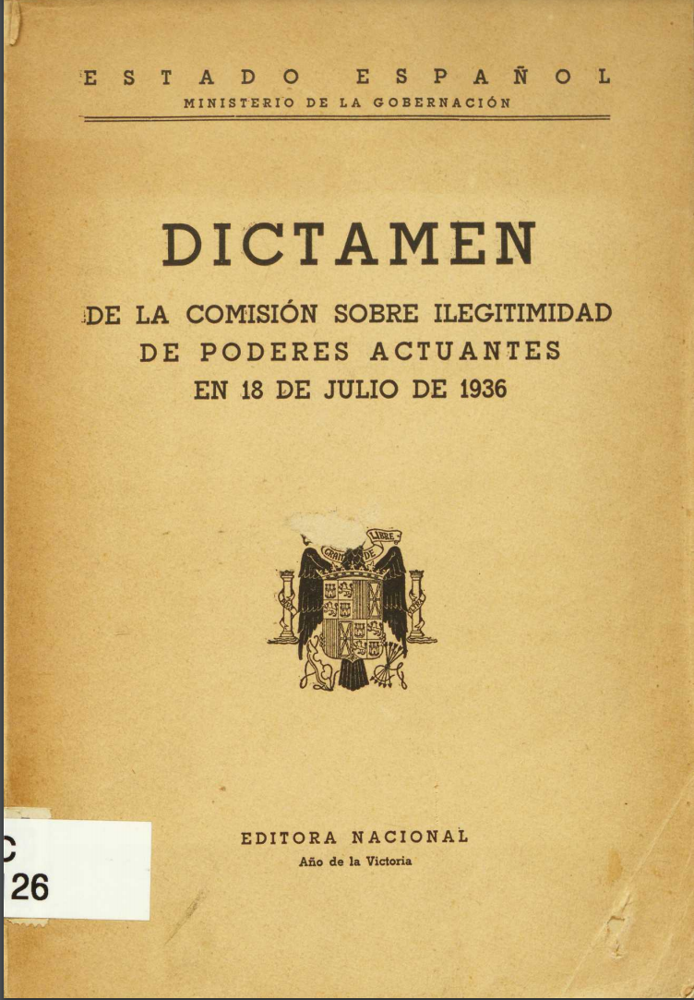 ESTADO ESPAÑOL
MINISTERIO DE LA GOBERNACIÓN
DICTAMEN
DE LA COMISIÓN SOBRE ILEGITIMIDAD
DE PODERES ACTUANTES
EN 18 DE JULIO DE 1936
LIBRE
DE
EDITORA NACIONAL
Año de la Victoria
C
26